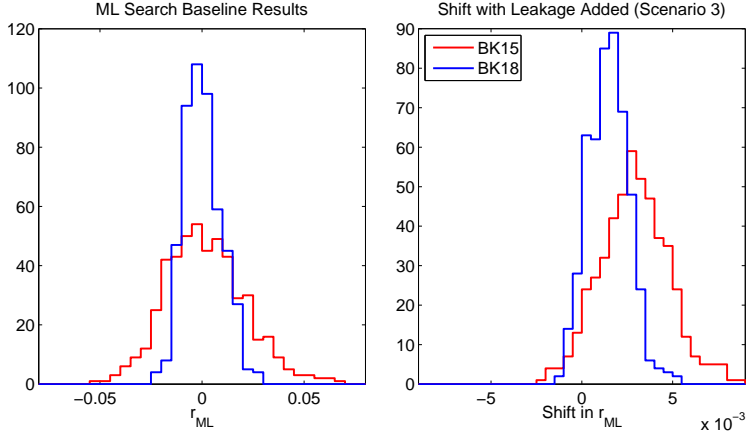 ML Search Baseline Results
120
100
80
60
40
20
0
−0.05 0 0.05
r_ML
Shift with Leakage Added (Scenario 3)
BK15
BK18
90
80
70
60
50
40
30
20
10
0
−5 0 5
Shift in r_ML
x 10^−3